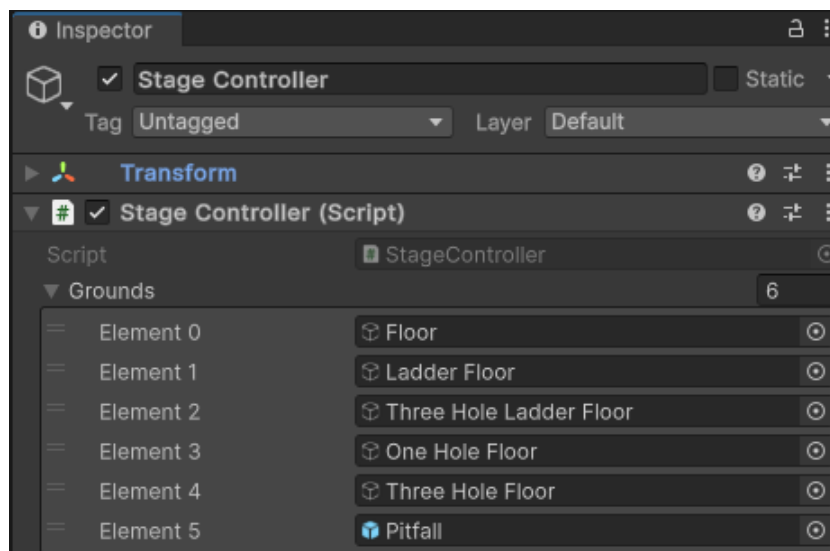 Inspector
Stage Controller Static
Tag Untagged Layer Default
Transform
Stage Controller (Script)
Script StageController
Grounds 6
Element 0 Floor
Element 1 Ladder Floor
Element 2 Three Hole Ladder Floor
Element 3 One Hole Floor
Element 4 Three Hole Floor
Element 5 Pitfall